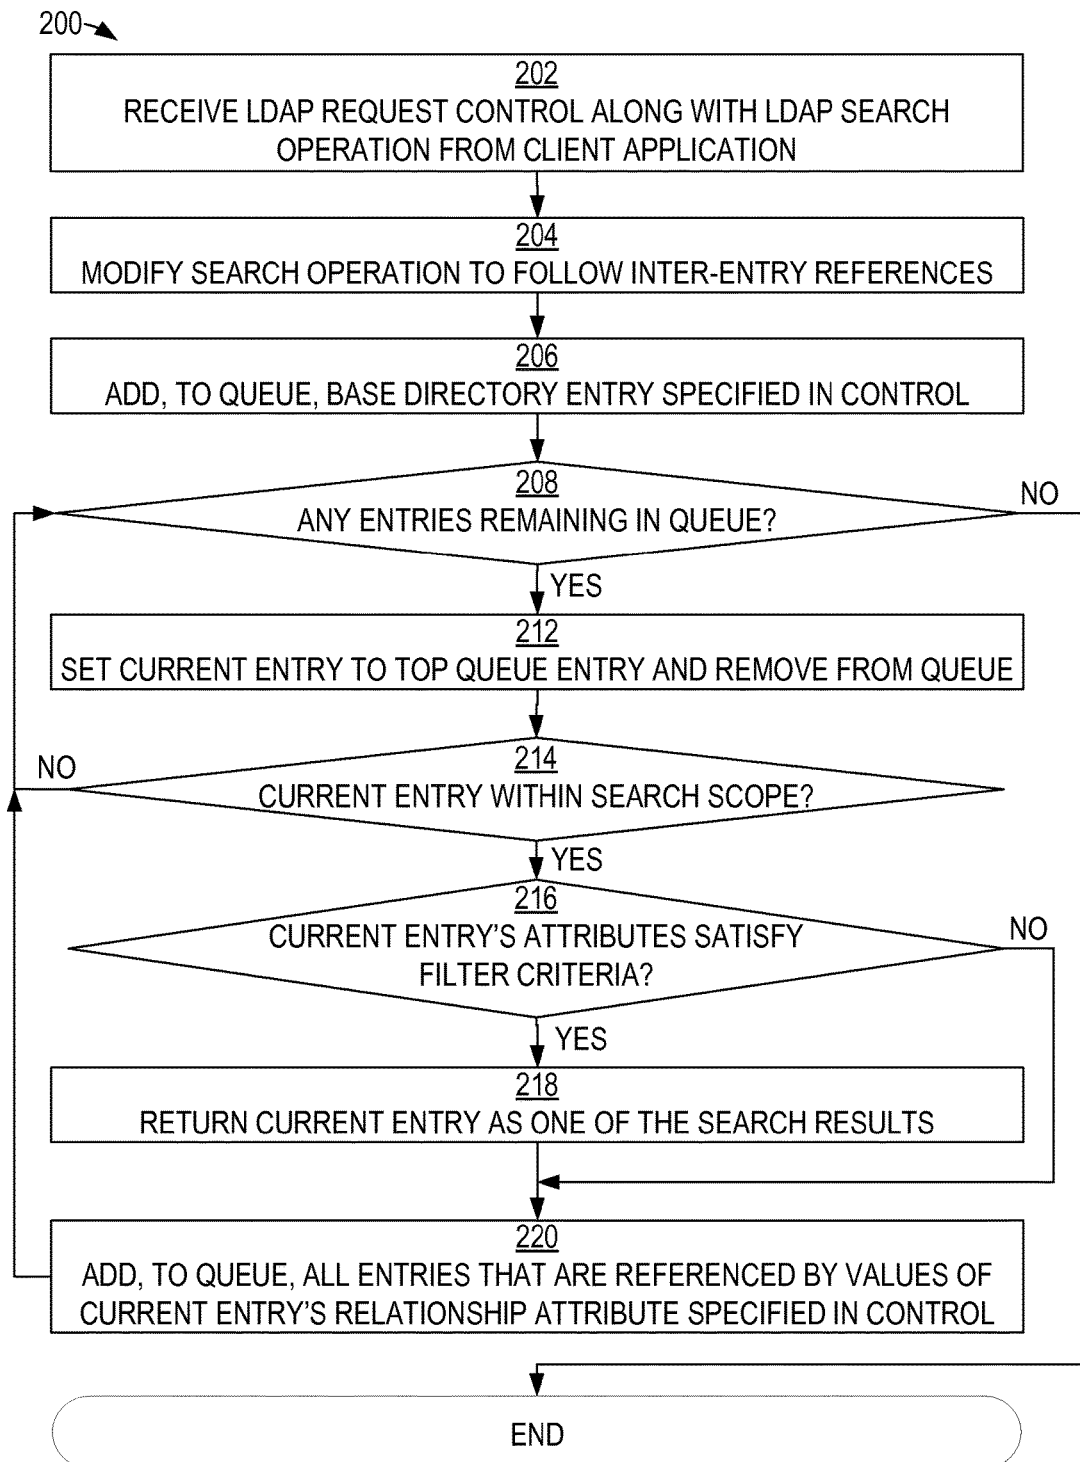 200
202
RECEIVE LDAP REQUEST CONTROL ALONG WITH LDAP SEARCH
OPERATION FROM CLIENT APPLICATION
204
MODIFY SEARCH OPERATION TO FOLLOW INTER-ENTRY REFERENCES
206
ADD, TO QUEUE, BASE DIRECTORY ENTRY SPECIFIED IN CONTROL
208
ANY ENTRIES REMAINING IN QUEUE?
NO
YES
212
SET CURRENT ENTRY TO TOP QUEUE ENTRY AND REMOVE FROM QUEUE
NO
214
CURRENT ENTRY WITHIN SEARCH SCOPE?
YES
216
CURRENT ENTRY'S ATTRIBUTES SATISFY
FILTER CRITERIA?
NO
YES
218
RETURN CURRENT ENTRY AS ONE OF THE SEARCH RESULTS
220
ADD, TO QUEUE, ALL ENTRIES THAT ARE REFERENCED BY VALUES OF
CURRENT ENTRY'S RELATIONSHIP ATTRIBUTE SPECIFIED IN CONTROL
END